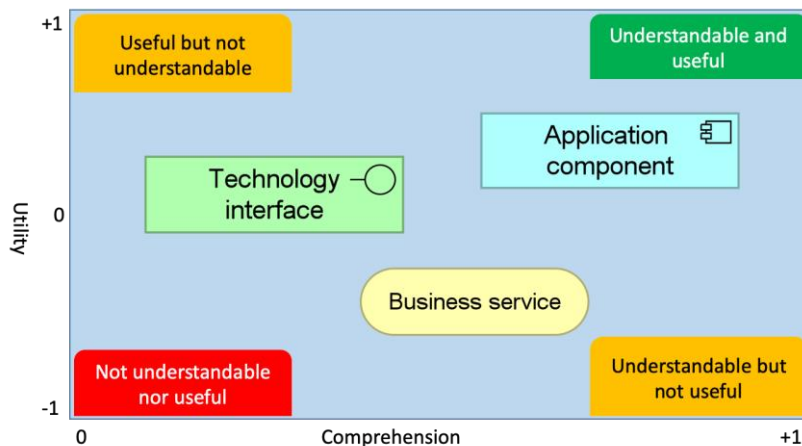 +1
Useful but not
understandable
Understandable and
useful
Application
component
Technology
interface
Utility
0
Business service
Not understandable
nor useful
Understandable but
not useful
-1
0
Comprehension
+1